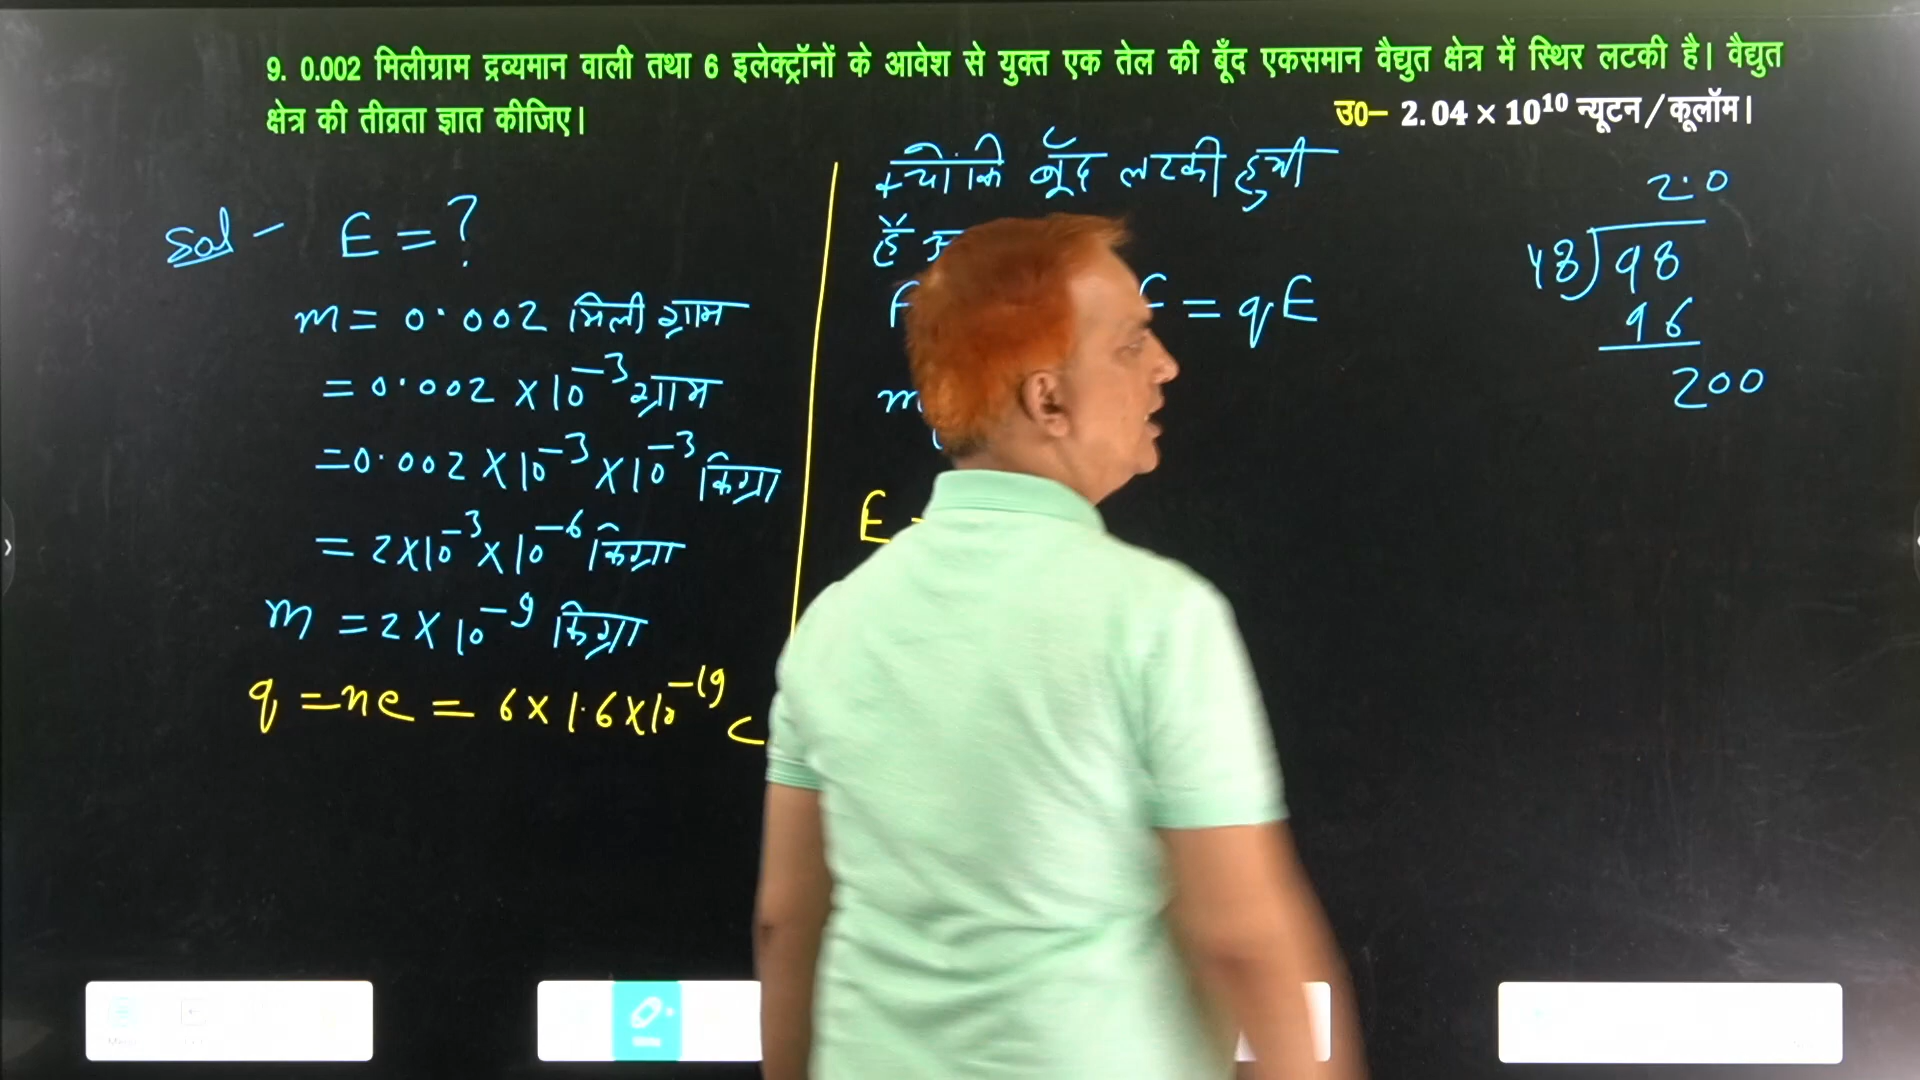 9. 0.002 मिलीग्राम द्रव्यमान वाली तथा 6 इलेक्ट्रॉनों के आवेश से युक्त एक तेल की बूँद एकसमान वैद्युत क्षेत्र में स्थिर लटकी है। वैद्युत
क्षेत्र की तीव्रता ज्ञात कीजिए।
उ०– 2.04 × 10¹⁰ न्यूटन/कूलॉम।
Sol – E = ?
m = 0.002 मिली ग्राम
= 0.002 × 10⁻³ ग्राम
= 0.002 × 10⁻³ × 10⁻³ किग्रा
= 2×10⁻³ × 10⁻⁶ किग्रा
m = 2 × 10⁻⁹ किग्रा
q = ne = 6 × 1.6 × 10⁻¹⁹ C
क्योंकि बूँद लटकी हुयी
हैं
= qE
m
E =
2.0
48)98
96
200